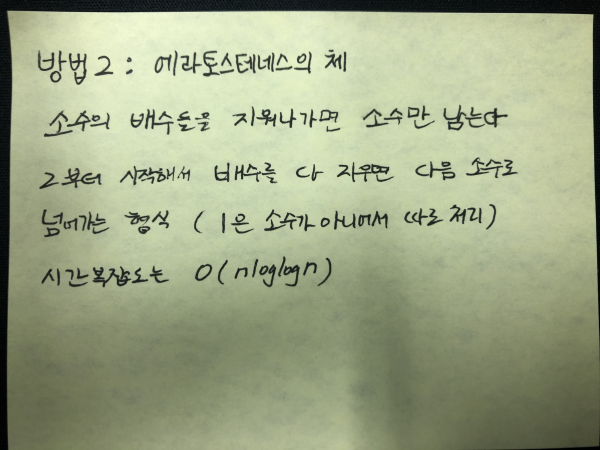 방법2: 에라토스테네스의 체
소수의 배수들을 지워나가면 소수만 남는다
2부터 시작해서 배수를 다 지우면 다음 소수로
넘어가는 형식 (1은 소수가 아니어서 따로 처리)
시간복잡도는 O(nloglogn)